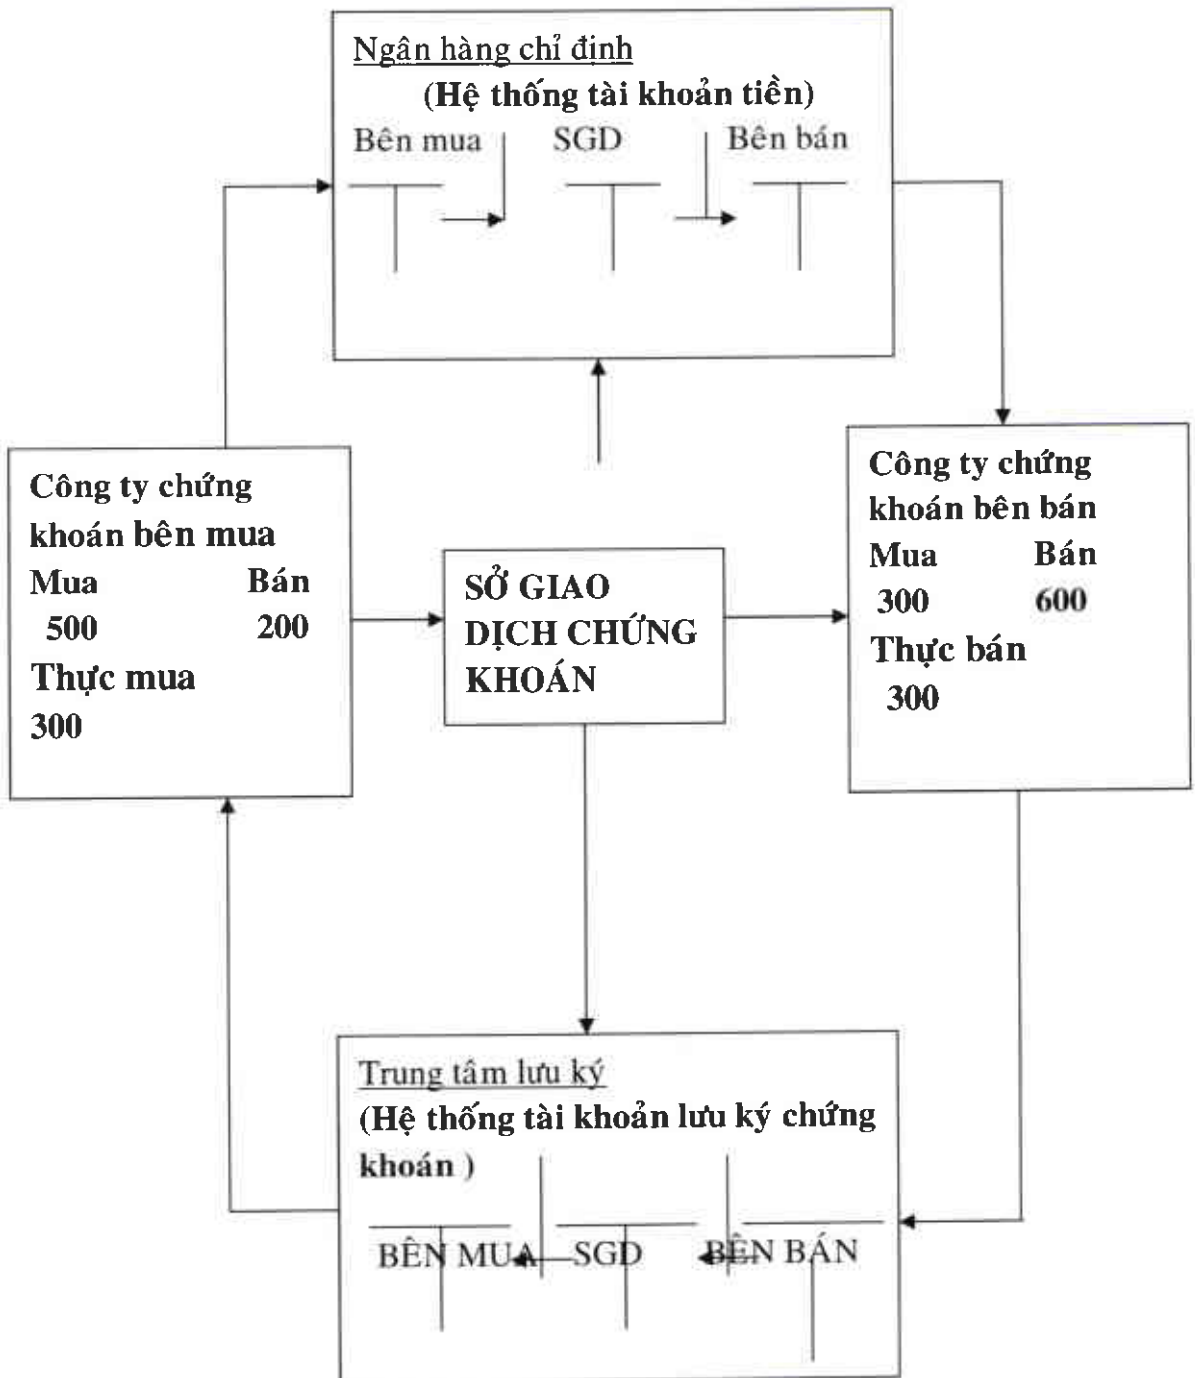 Ngân hàng chỉ định
(Hệ thống tài khoản tiền)
Bên mua SGD Bên bán
Công ty chứng
khoán bên mua
Mua Bán
500 200
Thực mua
300
SỞ GIAO
DỊCH CHỨNG
KHOÁN
Công ty chứng
khoán bên bán
Mua Bán
300 600
Thực bán
300
Trung tâm lưu ký
(Hệ thống tài khoản lưu ký chứng
khoán )
BÊN MUA SGD BÊN BÁN